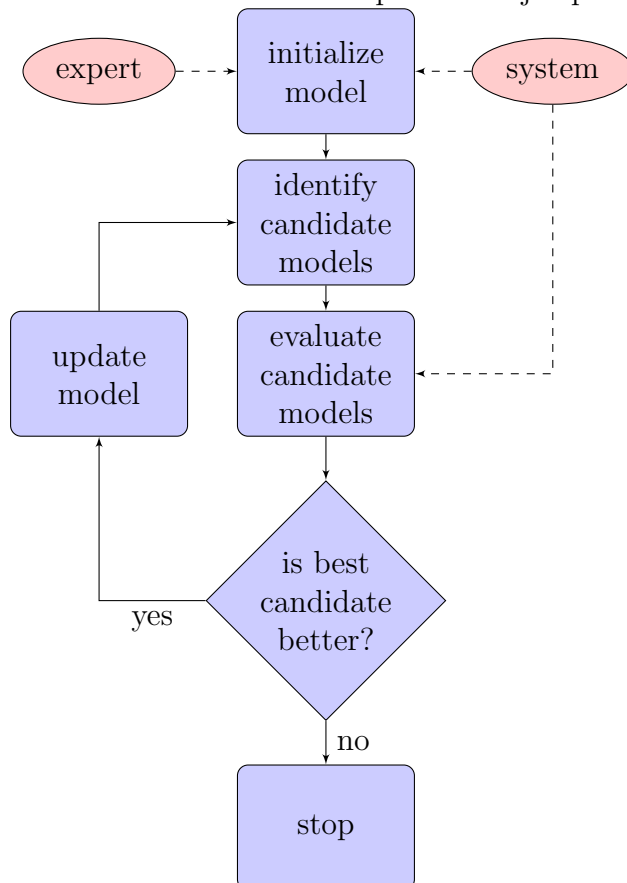 expert
initialize
model
system
identify
candidate
models
update
model
evaluate
candidate
models
is best
candidate
better?
yes
no
stop